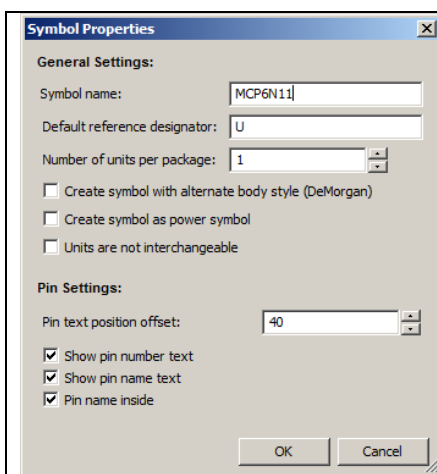 Symbol Properties
General Settings:
Symbol name: MCP6N11
Default reference designator: U
Number of units per package: 1
Create symbol with alternate body style (DeMorgan)
Create symbol as power symbol
Units are not interchangeable
Pin Settings:
Pin text position offset: 40
Show pin number text
Show pin name text
Pin name inside
OK Cancel